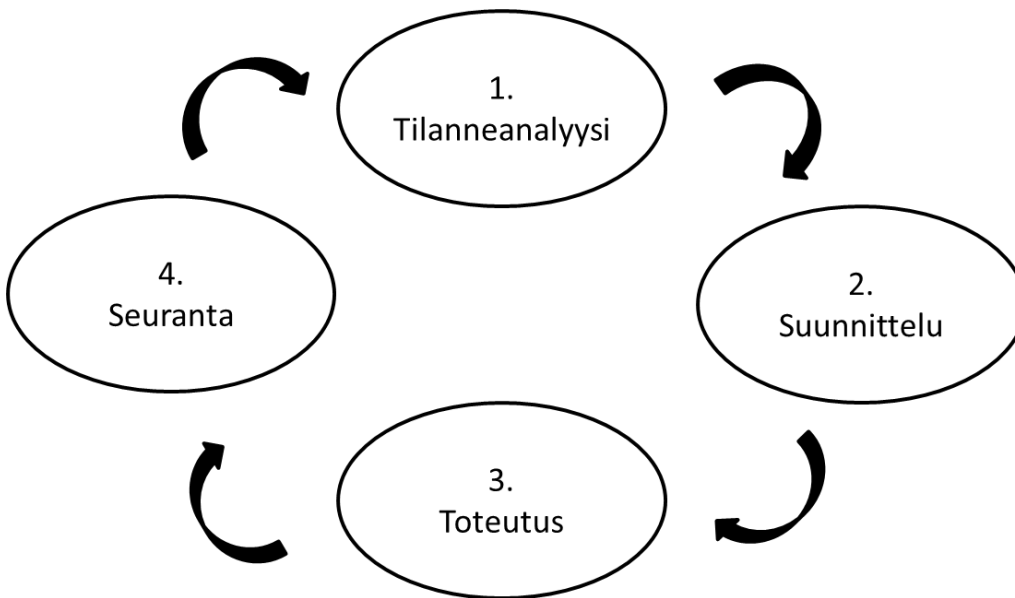 1.
Tilanneanalyysi
2.
Suunnittelu
3.
Toteutus
4.
Seuranta